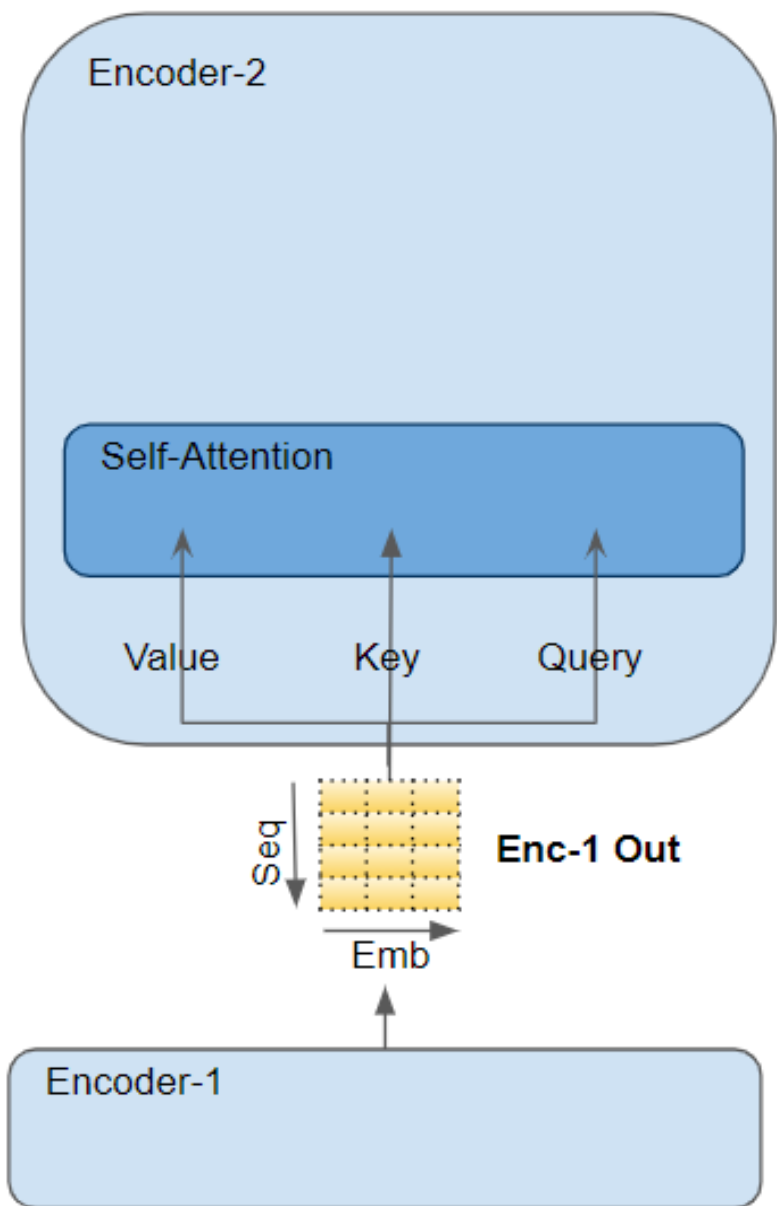 Encoder-2
Self-Attention
Value Key Query
Seq
Enc-1 Out
Emb
Encoder-1